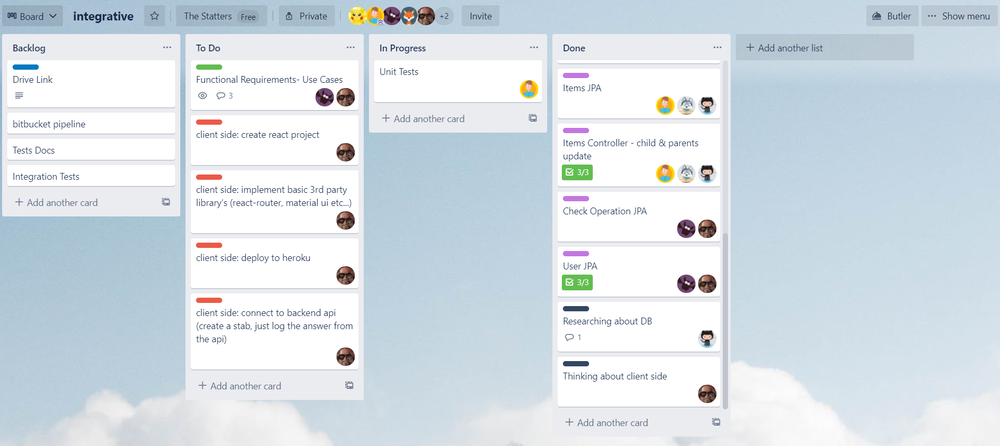 Board
integrative
The Statters Free
Private
+2
Invite
Butler
Show menu
Backlog
Drive Link
bitbucket pipeline
Tests Docs
Integration Tests
Add another card
To Do
Functional Requirements- Use Cases
3
client side: create react project
client side: implement basic 3rd party
library's (react-router, material ui etc...)
client side: deploy to heroku
client side: connect to backend api
(create a stab, just log the answer from
the api)
Add another card
In Progress
Unit Tests
Add another card
Done
Items JPA
Items Controller - child & parents
update
3/3
Check Operation JPA
User JPA
3/3
Researching about DB
1
Thinking about client side
Add another card
Add another list